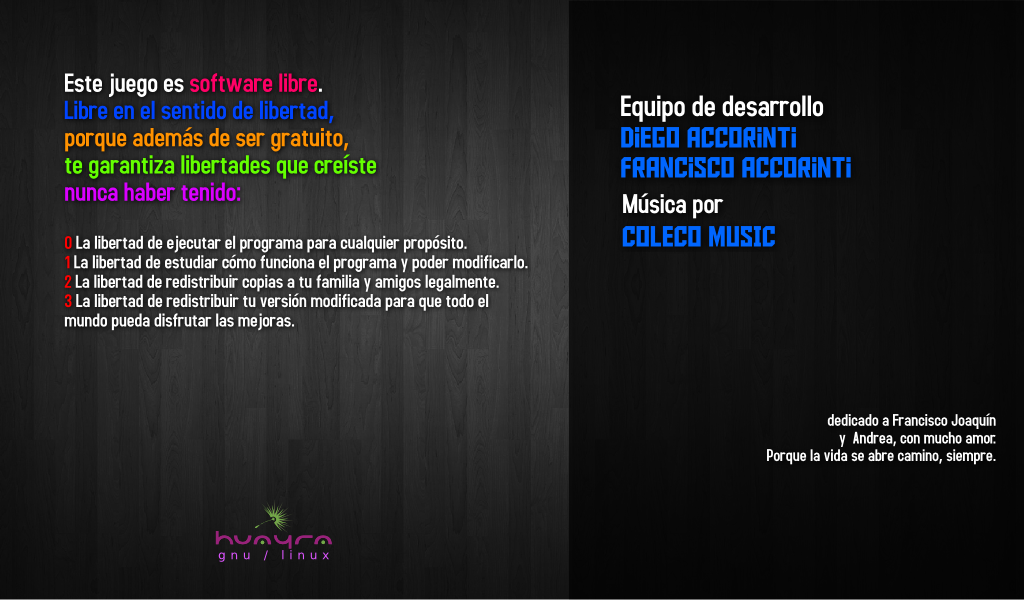 Este juego es software libre.
Libre en el sentido de libertad,
porque además de ser gratuito,
te garantiza libertades que creíste
nunca haber tenido:
0 La libertad de ejecutar el programa para cualquier propósito.
1 La libertad de estudiar cómo funciona el programa y poder modificarlo.
2 La libertad de redistribuir copias a tu familia y amigos legalmente.
3 La libertad de redistribuir tu versión modificada para que todo el
mundo pueda disfrutar las mejoras.
huayra
gnu / linux
Equipo de desarrollo
DiEGO ACCORiNTi
FRANCiSCO ACCORiNTi
Música por
COLECO MUSIC
dedicado a Francisco Joaquín
y Andrea, con mucho amor.
Porque la vida se abre camino, siempre.